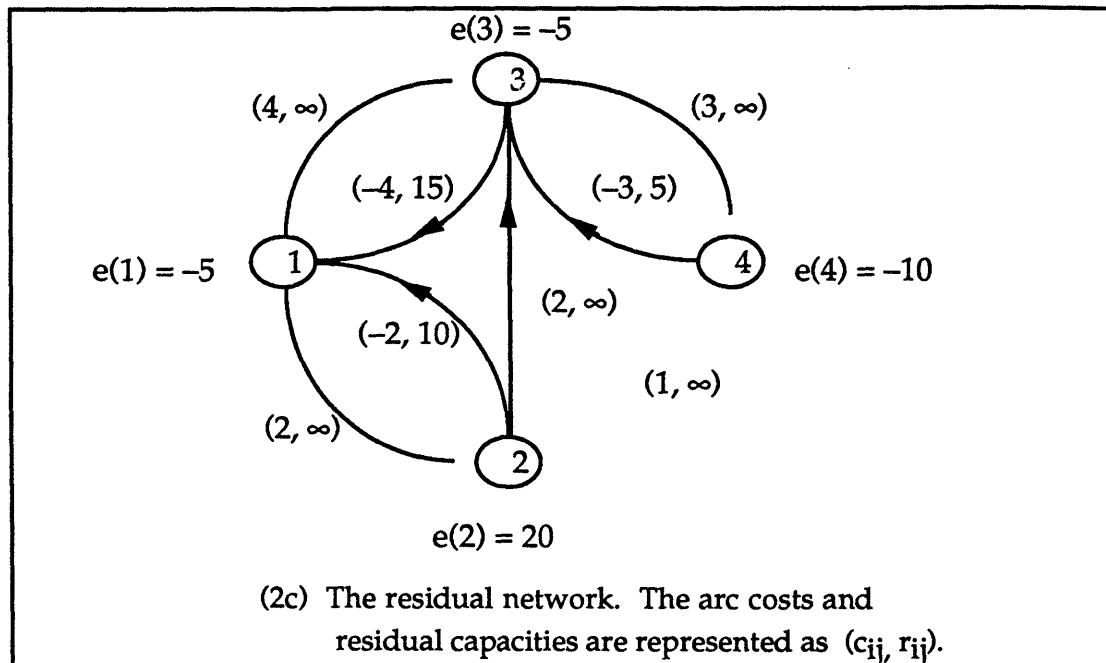 e(3) = –5
3
(4, ∞)
(3, ∞)
(–4, 15)
(–3, 5)
e(1) = –5
1
4
e(4) = –10
(2, ∞)
(–2, 10)
(1, ∞)
(2, ∞)
2
e(2) = 20
(2c) The residual network. The arc costs and
residual capacities are represented as (cij, rij).